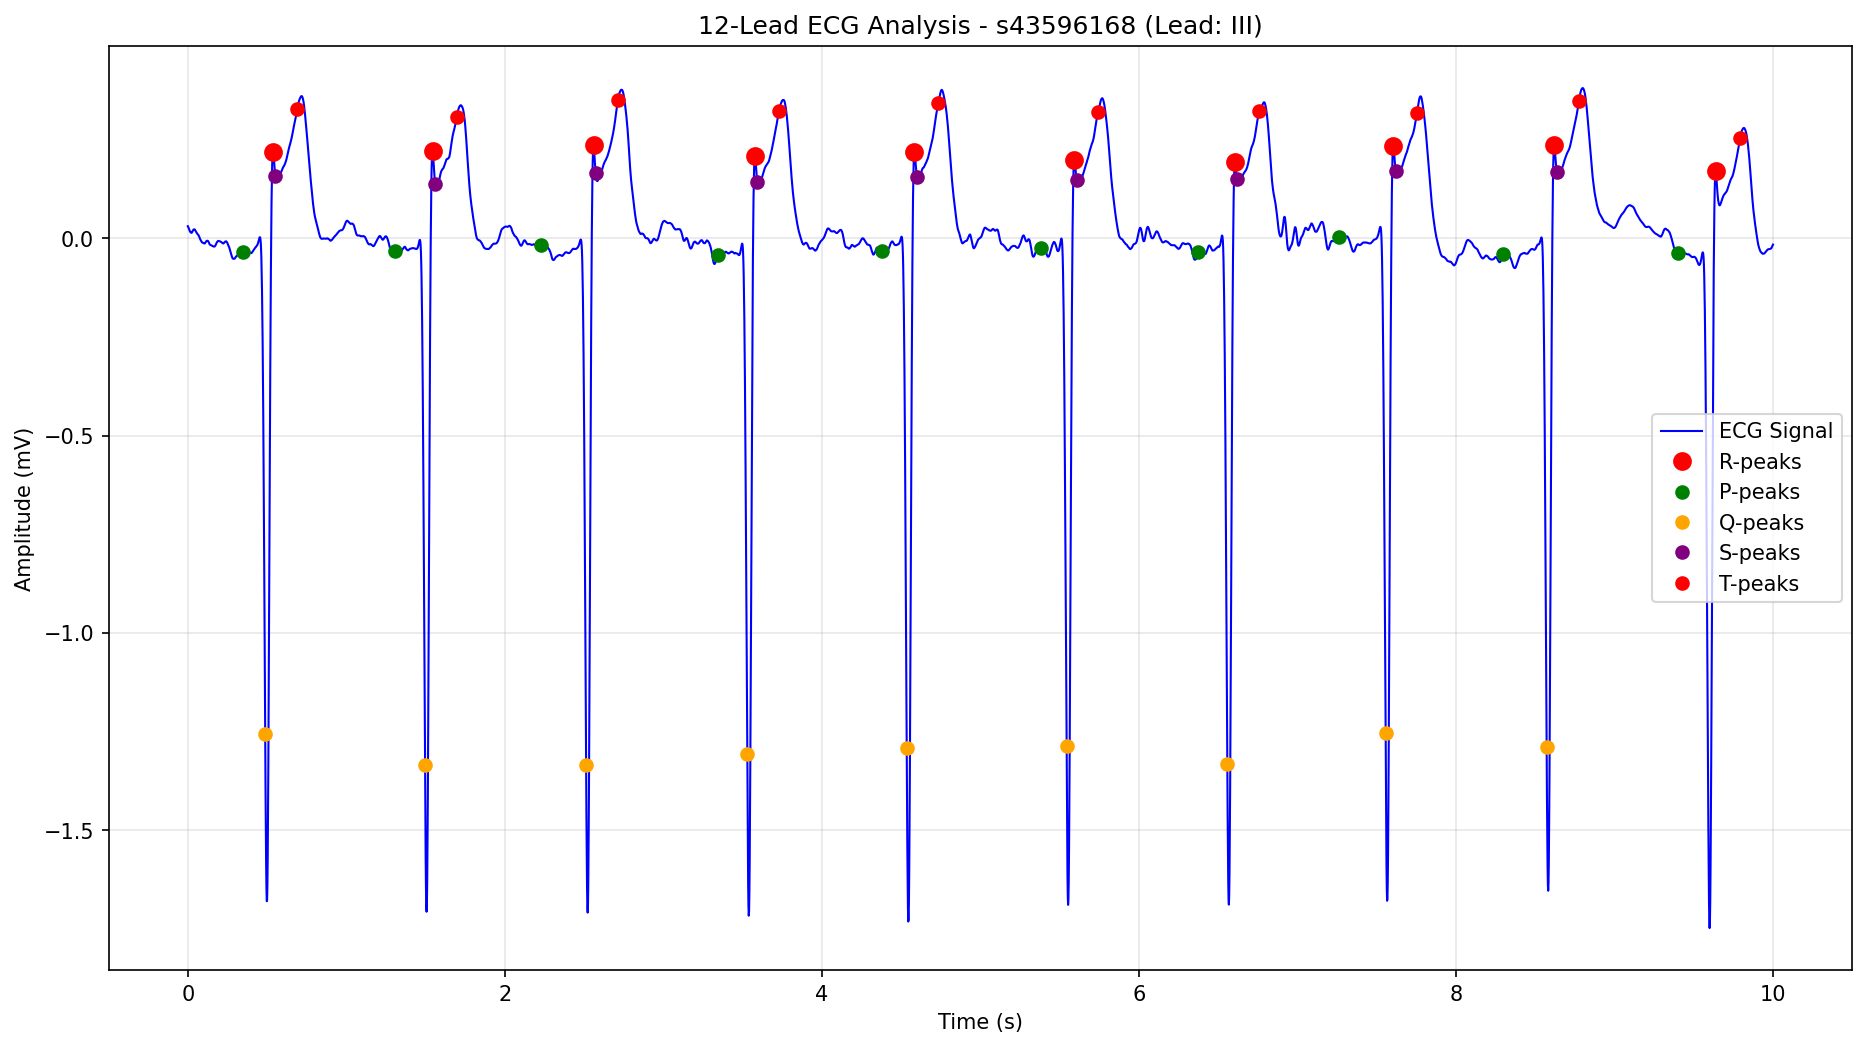 12-Lead ECG Analysis - s43596168 (Lead: III)
Amplitude (mV)
0.0
−0.5
−1.0
−1.5
ECG Signal
R-peaks
P-peaks
Q-peaks
S-peaks
T-peaks
0 2 4 6 8 10
Time (s)